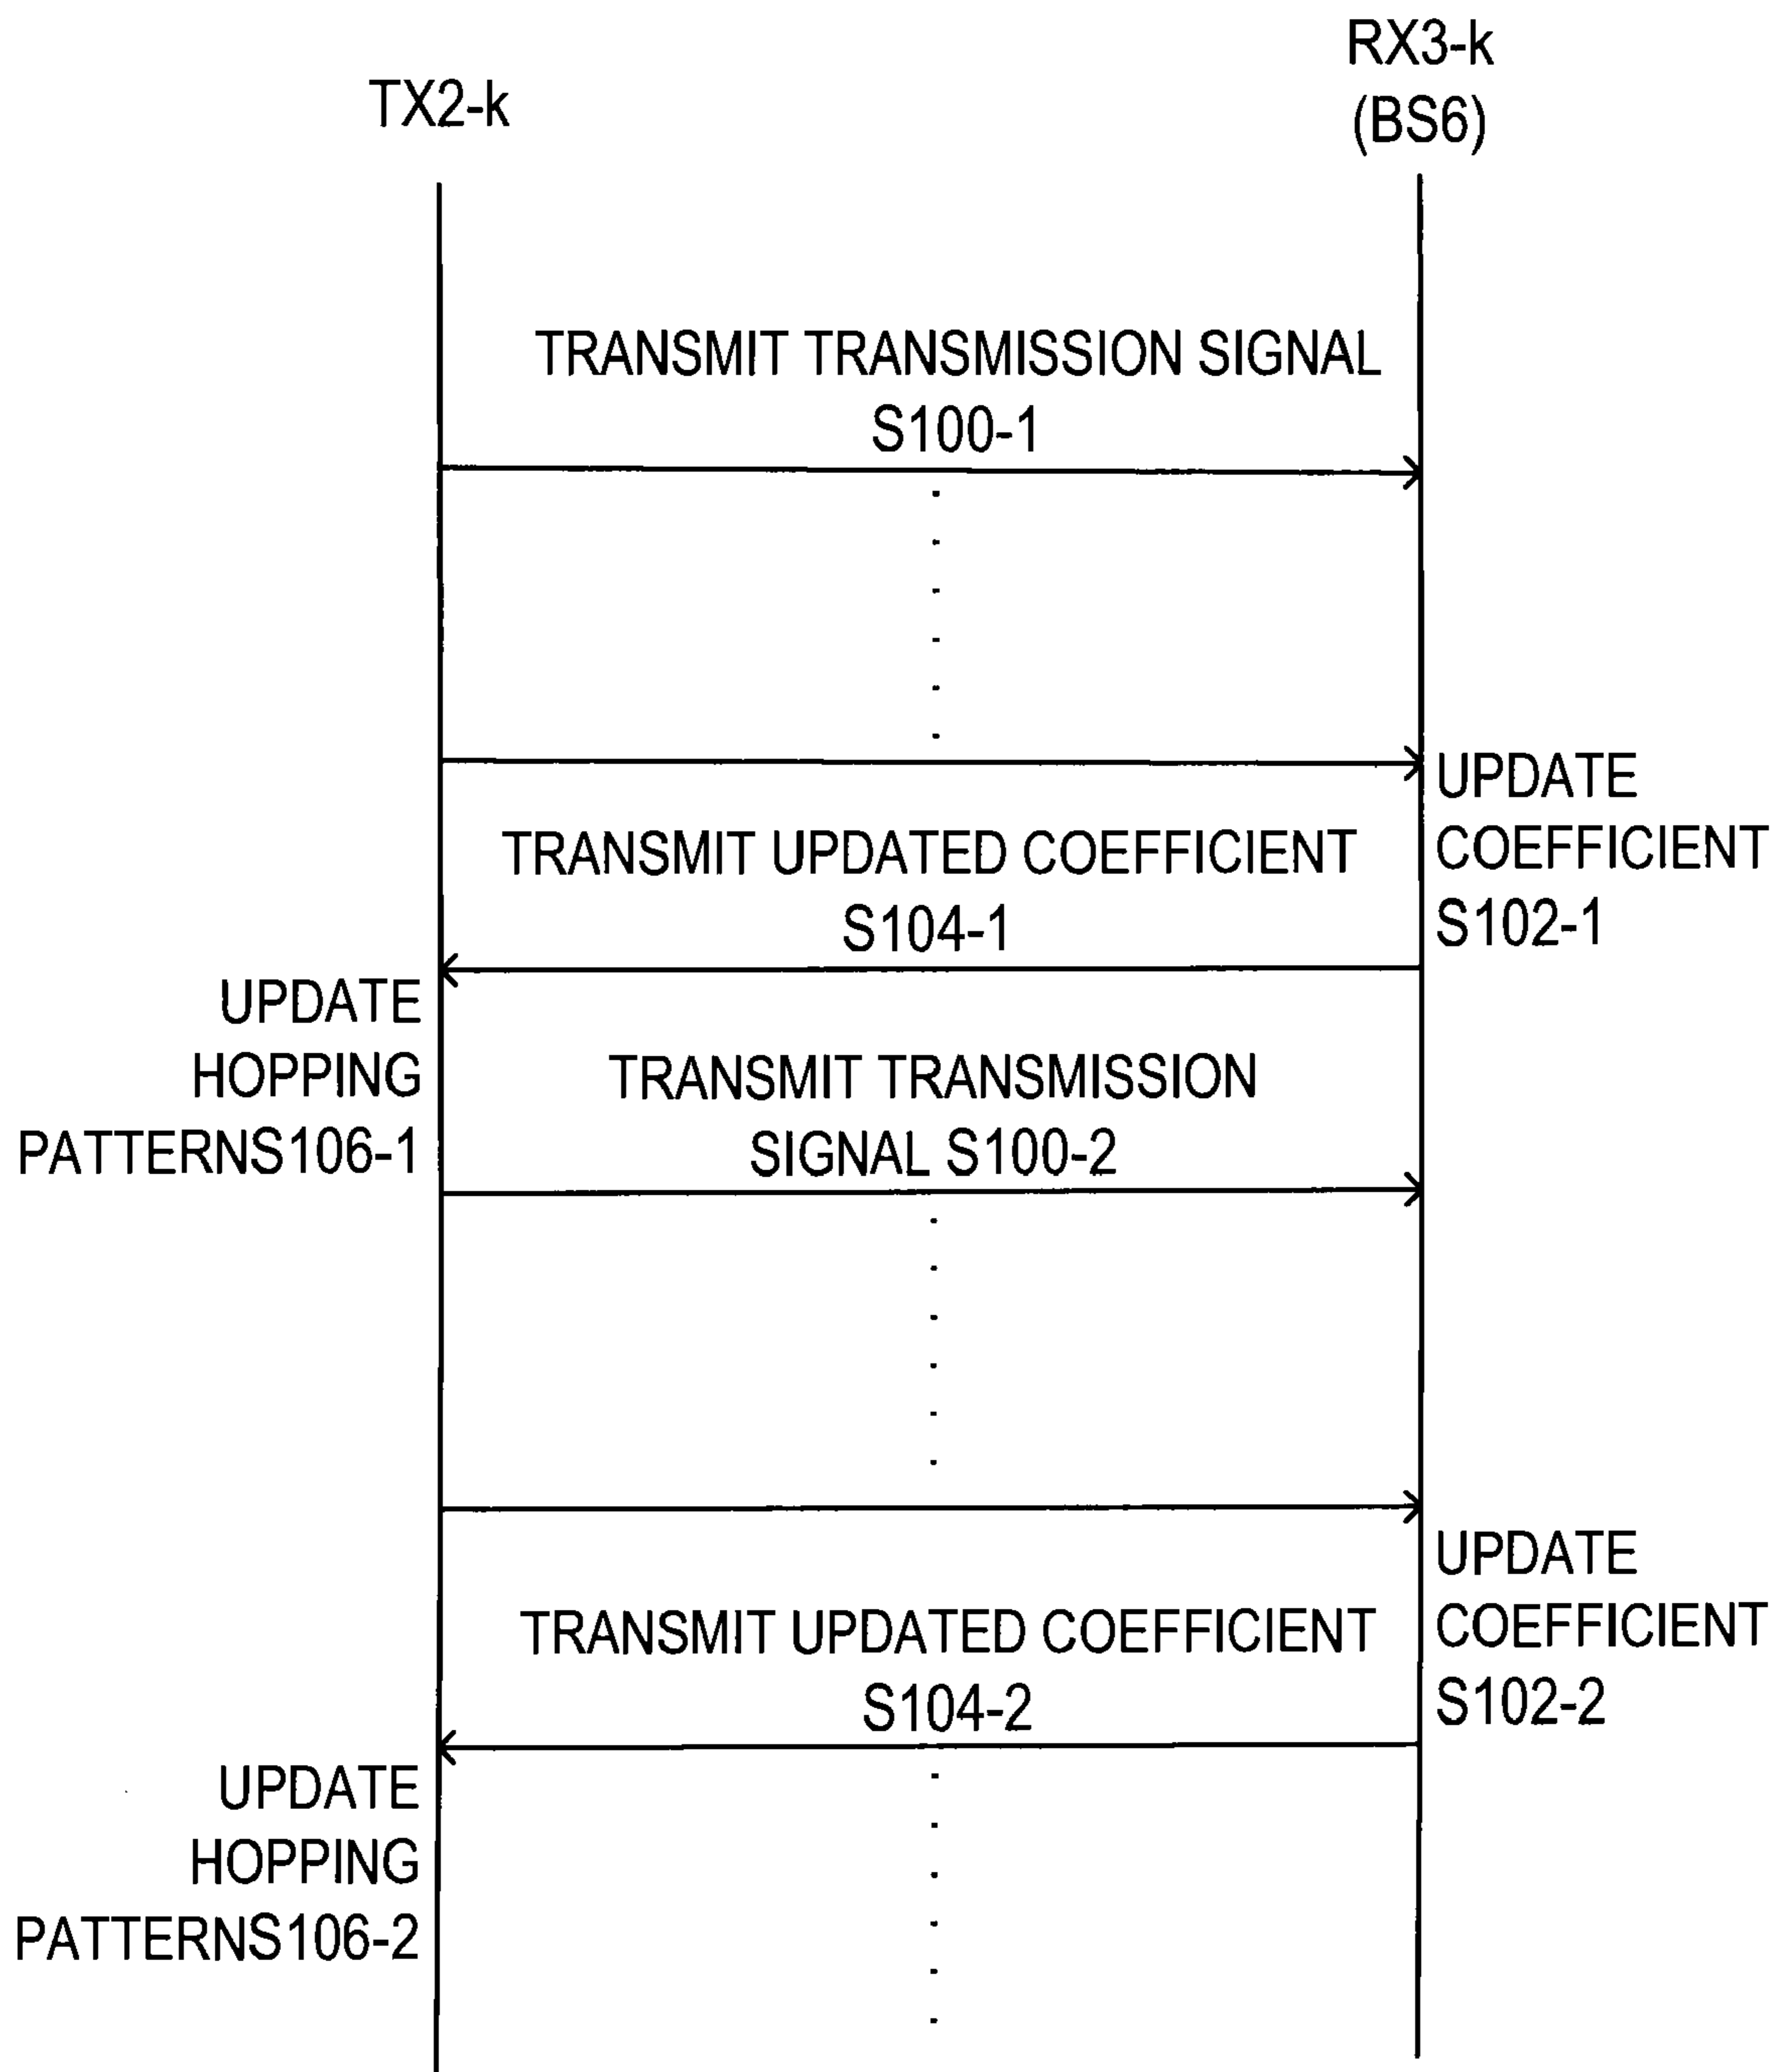 TX2-k
RX3-k
(BS6)
TRANSMIT TRANSMISSION SIGNAL
S100-1
UPDATE
COEFFICIENT
S102-1
TRANSMIT UPDATED COEFFICIENT
S104-1
UPDATE
HOPPING
PATTERNS106-1
TRANSMIT TRANSMISSION
SIGNAL S100-2
UPDATE
COEFFICIENT
S102-2
TRANSMIT UPDATED COEFFICIENT
S104-2
UPDATE
HOPPING
PATTERNS106-2